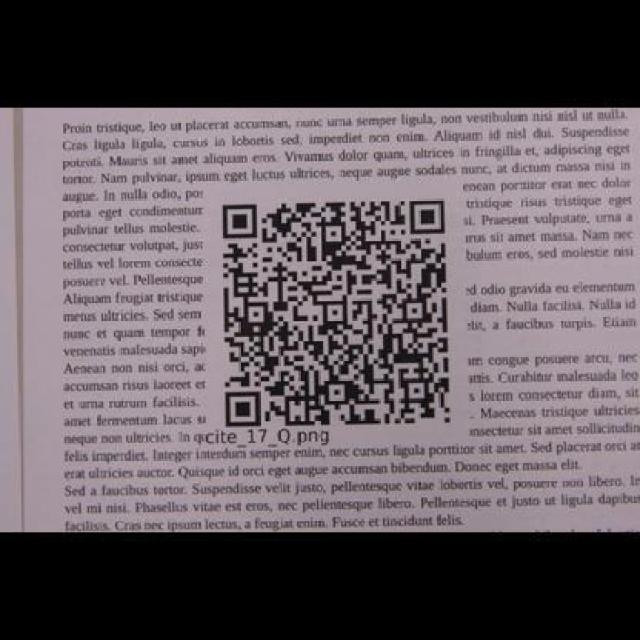 Proin tristique, leo ut placerat accumsan, nunc urna semper ligula, non vestibulum nisi nisl ut nulla.
Cras ligula ligula, cursus in lobortis sed, imperdiet non enim. Aliquam id nisl dui. Suspendisse
potenti. Mauris sit amet aliquam eros. Vivamus dolor quam, ultrices in fringilla et, adipiscing eget
tortor. Nam pulvinar, ipsum eget luctus ultrices, neque augue sodales nunc, at dictum massa nisi in
augue. In nulla odio, enean porttitor erat nec dolor
porta eget condimentum tristique risus tristique eget
pulvinar tellus molestie. Praesent vulputate, urna a
consectetur volutpat, just sit amet massa. Nam nec
tellus vel lorem consecte bulum eros, sed molestie nisi
posuere vel. Pellentesque
Aliquam feugiat tristique odio gravida eu elementum
metus ultricies. Sed sem diam. Nulla facilisi. Nulla id
nunc et quam tempor a faucibus turpis. Etiam
venenatis malesuada sapi
Aenean non nisi orci, ac congue posuere arcu, nec
accumsan risus laoreet et Curabitur malesuada leo
et urna rutrum facilisis. s lorem consectetur diam, sit
amet fermentum lacus . Maecenas tristique ultricies
neque non ultricies. In cite_17_Q.png nsectetur sit amet sollicitudin
felis imperdiet. Integer interdum semper enim, nec cursus ligula porttitor sit amet. Sed placerat orci at
erat ultricies auctor. Quisque id orci eget augue accumsan bibendum. Donec eget massa elit.
Sed a faucibus tortor. Suspendisse velit justo, pellentesque vitae lobortis vel, posuere non libero. In
vel mi nisi. Phasellus vitae est eros, nec pellentesque libero. Pellentesque et justo ut ligula dapibus
facilisis. Cras nec ipsum lectus, a feugiat enim. Fusce et tincidunt felis.